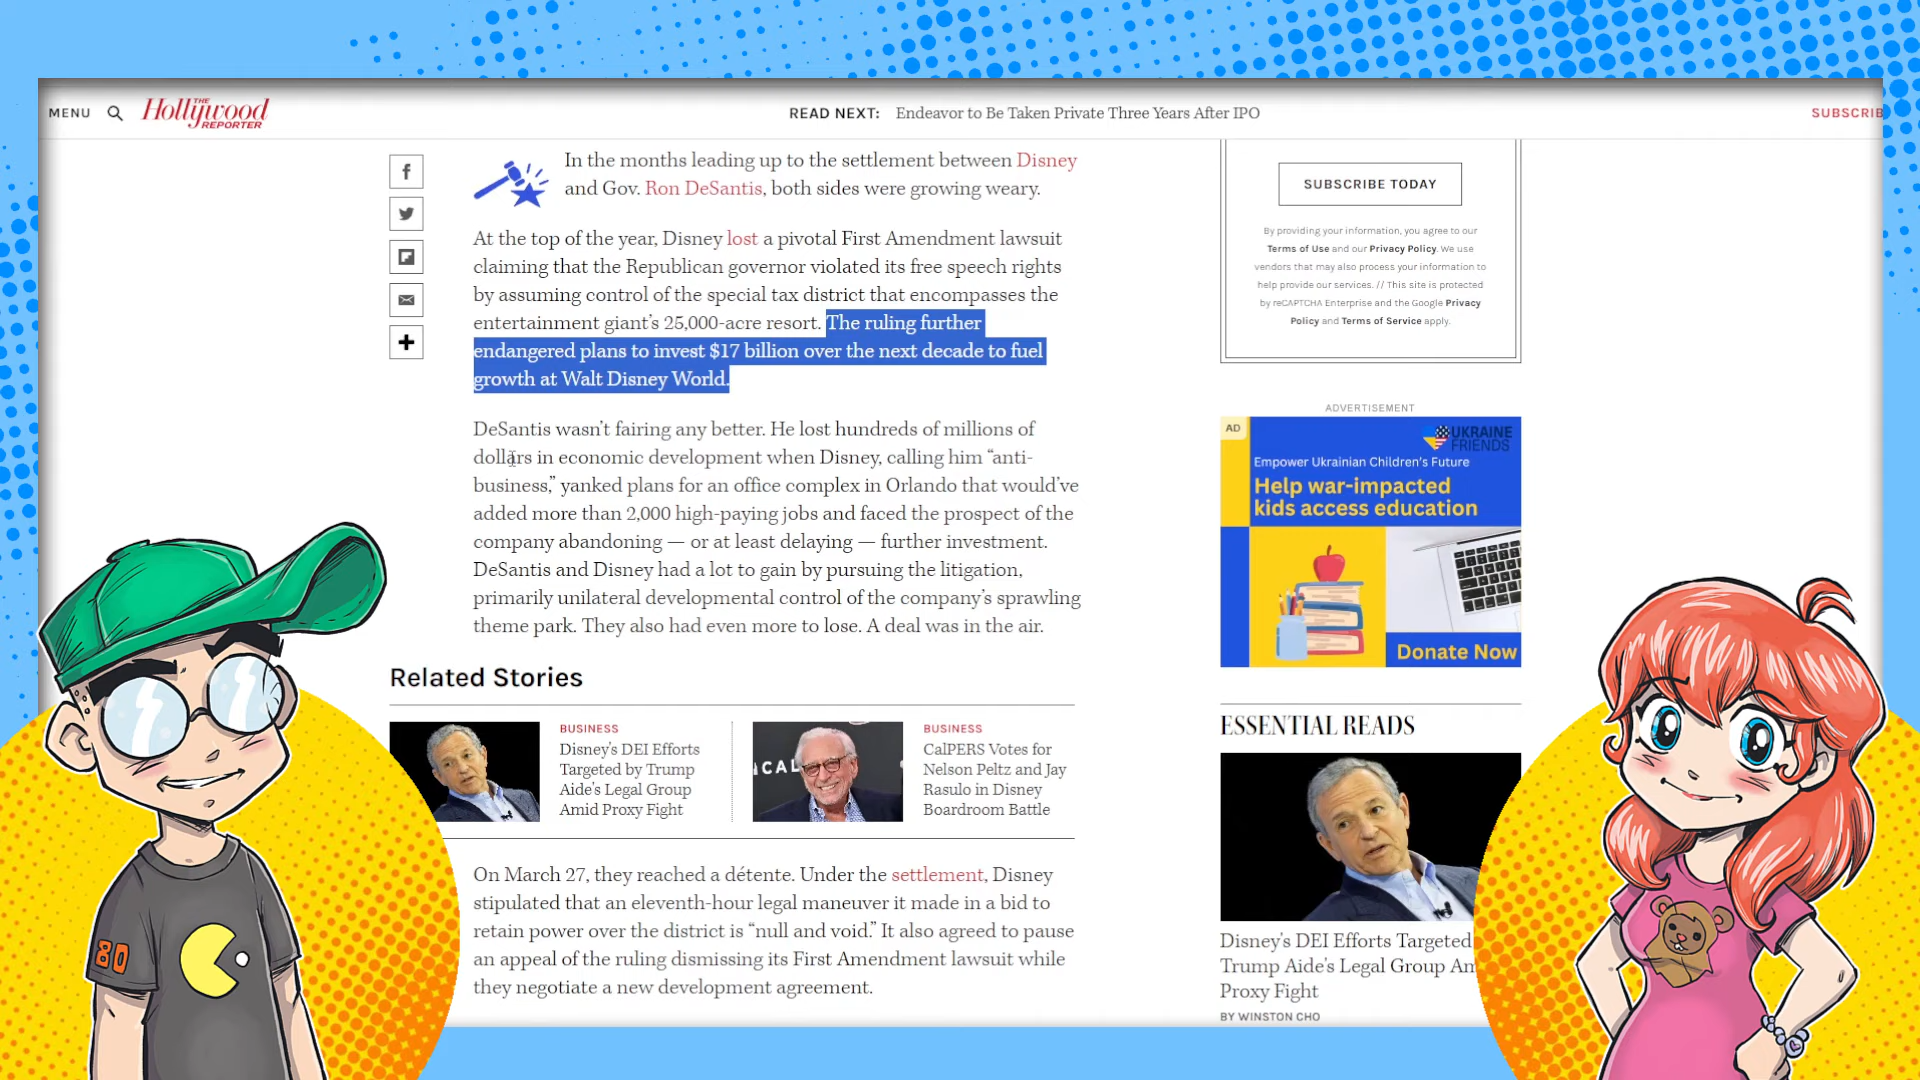 MENU
THE
Hollywood
REPORTER
READ NEXT: Endeavor to Be Taken Private Three Years After IPO
SUBSCRIB
In the months leading up to the settlement between Disney
and Gov. Ron DeSantis, both sides were growing weary.
At the top of the year, Disney lost a pivotal First Amendment lawsuit
claiming that the Republican governor violated its free speech rights
by assuming control of the special tax district that encompasses the
entertainment giant's 25,000-acre resort. The ruling further
endangered plans to invest $17 billion over the next decade to fuel
growth at Walt Disney World.
DeSantis wasn't fairing any better. He lost hundreds of millions of
dollars in economic development when Disney, calling him “anti-
business,” yanked plans for an office complex in Orlando that would've
added more than 2,000 high-paying jobs and faced the prospect of the
company abandoning — or at least delaying — further investment.
DeSantis and Disney had a lot to gain by pursuing the litigation,
primarily unilateral developmental control of the company's sprawling
theme park. They also had even more to lose. A deal was in the air.
Related Stories
BUSINESS
Disney's DEI Efforts
Targeted by Trump
Aide's Legal Group
Amid Proxy Fight
CAL
BUSINESS
CalPERS Votes for
Nelson Peltz and Jay
Rasulo in Disney
Boardroom Battle
On March 27, they reached a détente. Under the settlement, Disney
stipulated that an eleventh-hour legal maneuver it made in a bid to
retain power over the district is “null and void.” It also agreed to pause
an appeal of the ruling dismissing its First Amendment lawsuit while
they negotiate a new development agreement.
SUBSCRIBE TODAY
By providing your information, you agree to our
Terms of Use and our Privacy Policy. We use
vendors that may also process your information to
help provide our services. // This site is protected
by reCAPTCHA Enterprise and the Google Privacy
Policy and Terms of Service apply.
ADVERTISEMENT
AD
UKRAINE
FRIENDS
Empower Ukrainian Children's Future
Help war-impacted
kids access education
Donate Now
ESSENTIAL READS
Disney's DEI Efforts Targeted
Trump Aide's Legal Group Am
Proxy Fight
BY WINSTON CHO
80